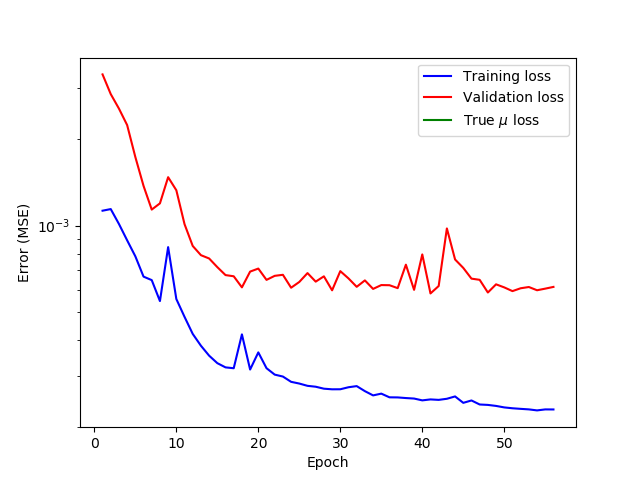 Training loss
Validation loss
True μ loss
10⁻³
Error (MSE)
0 10 20 30 40 50
Epoch